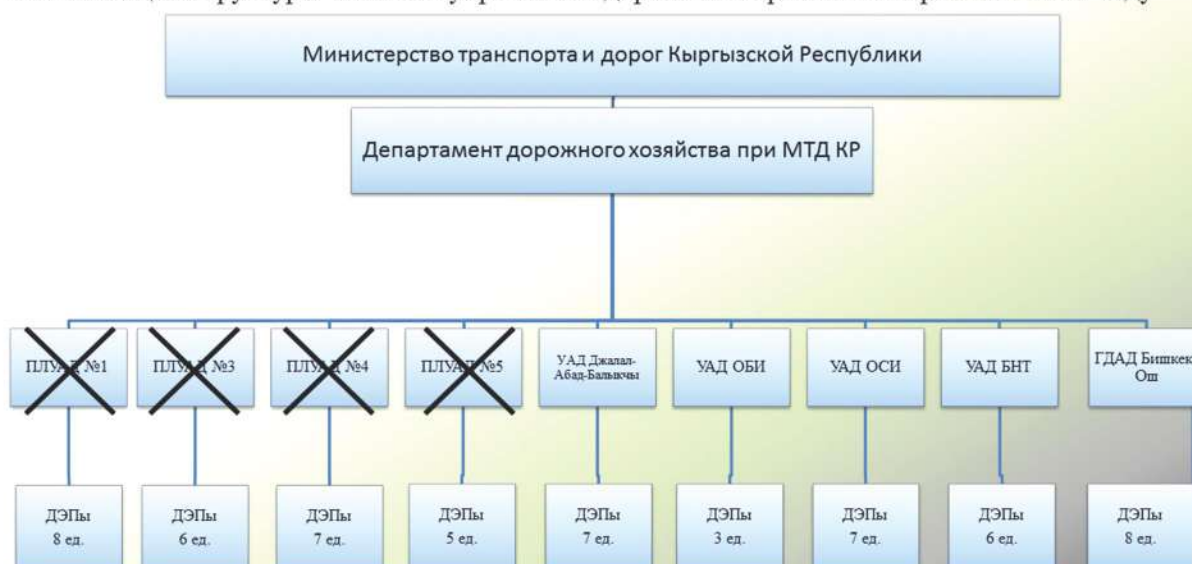 Министерство транспорта и дорог Кыргызской Республики
Департамент дорожного хозяйства при МТД КР
ПЛУАД №1
ПЛУАД №3
ПЛУАД №4
ПЛУАД №5
УАД Джалал-
Абад-Балыкчы
УАД ОБИ
УАД ОСИ
УАД БНТ
ГДАД Бишкек
Ош
ДЭПы
8 ед.
ДЭПы
6 ед.
ДЭПы
7 ед.
ДЭПы
5 ед.
ДЭПы
7 ед.
ДЭПы
3 ед.
ДЭПы
7 ед.
ДЭПы
6 ед.
ДЭПы
8 ед.